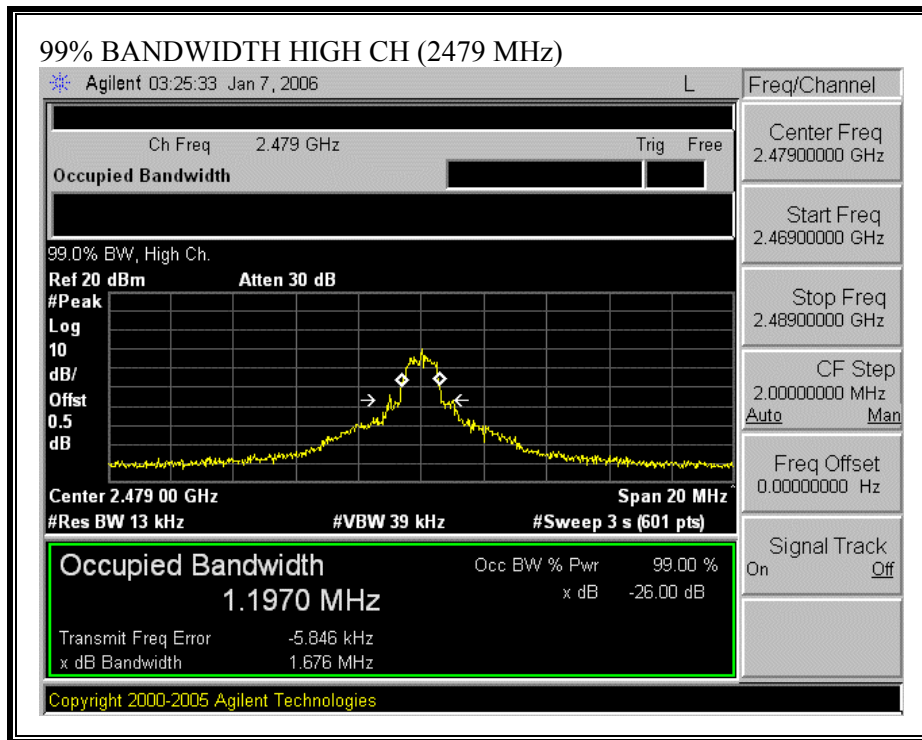 99% BANDWIDTH HIGH CH (2479 MHz)
Agilent 03:25:33 Jan 7, 2006 L
Freq/Channel
Ch Freq 2.479 GHz Trig Free
Occupied Bandwidth
Center Freq
2.47900000 GHz
Start Freq
2.46900000 GHz
Stop Freq
2.48900000 GHz
CF Step
2.00000000 MHz
Auto Man
Freq Offset
0.00000000 Hz
Signal Track
On Off
99.0% BW, High Ch.
Ref 20 dBm Atten 30 dB
#Peak
Log
10
dB/
Offst
0.5
dB
Center 2.479 00 GHz Span 20 MHz
#Res BW 13 kHz #VBW 39 kHz #Sweep 3 s (601 pts)
Occupied Bandwidth
1.1970 MHz
Occ BW % Pwr 99.00 %
x dB -26.00 dB
Transmit Freq Error -5.846 kHz
x dB Bandwidth 1.676 MHz
Copyright 2000-2005 Agilent Technologies